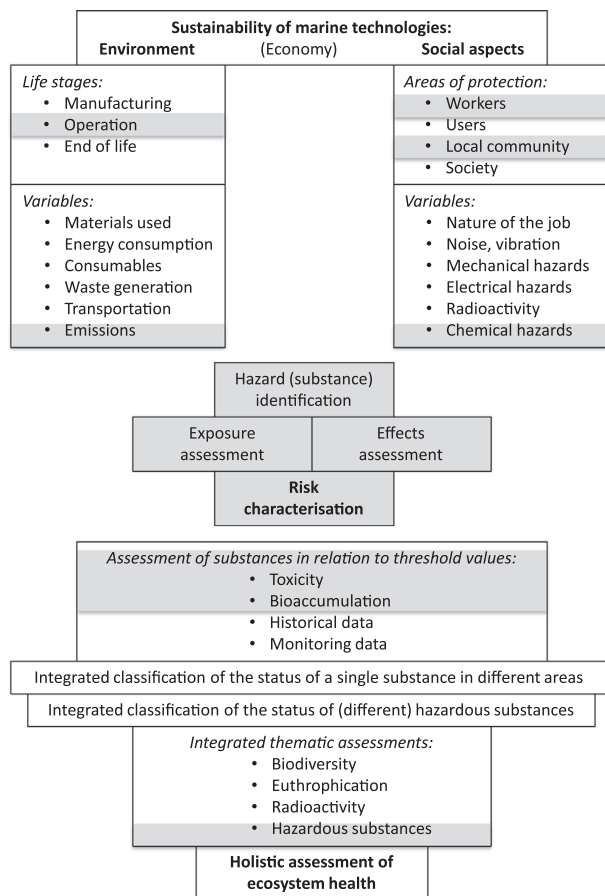 Sustainability of marine technologies:
Environment (Economy) Social aspects
Life stages:
• Manufacturing
• Operation
• End of life
Variables:
• Materials used
• Energy consumption
• Consumables
• Waste generation
• Transportation
• Emissions
Areas of protection:
• Workers
• Users
• Local community
• Society
Variables:
• Nature of the job
• Noise, vibration
• Mechanical hazards
• Electrical hazards
• Radioactivity
• Chemical hazards
Hazard (substance)
identification
Exposure
assessment
Effects
assessment
Risk
characterisation
Assessment of substances in relation to threshold values:
• Toxicity
• Bioaccumulation
• Historical data
• Monitoring data
Integrated classification of the status of a single substance in different areas
Integrated classification of the status of (different) hazardous substances
Integrated thematic assessments:
• Biodiversity
• Euthrophication
• Radioactivity
• Hazardous substances
Holistic assessment of
ecosystem health